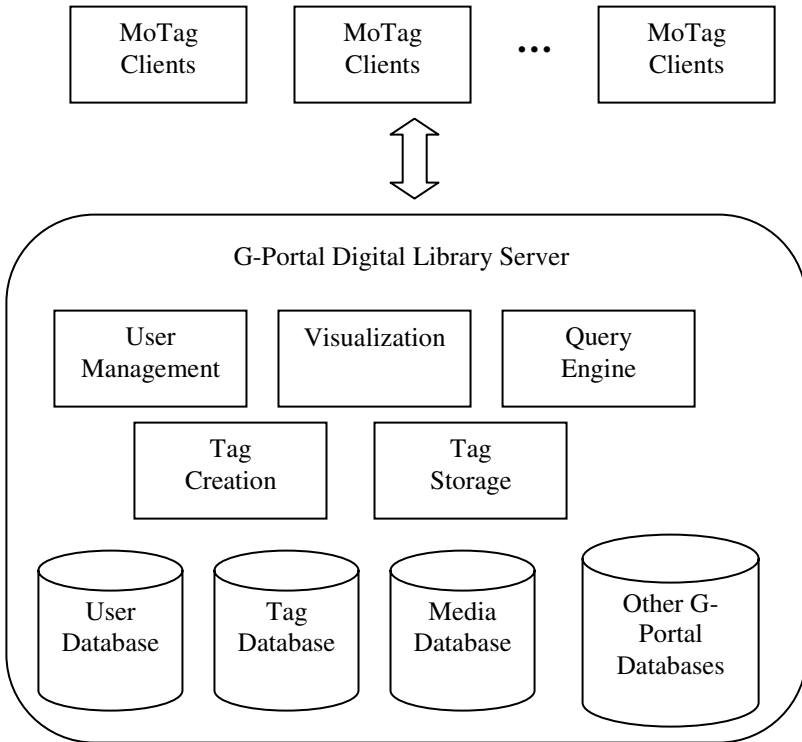 MoTag
Clients
MoTag
Clients
...
MoTag
Clients
G-Portal Digital Library Server
User
Management
Visualization
Query
Engine
Tag
Creation
Tag
Storage
User
Database
Tag
Database
Media
Database
Other G-
Portal
Databases